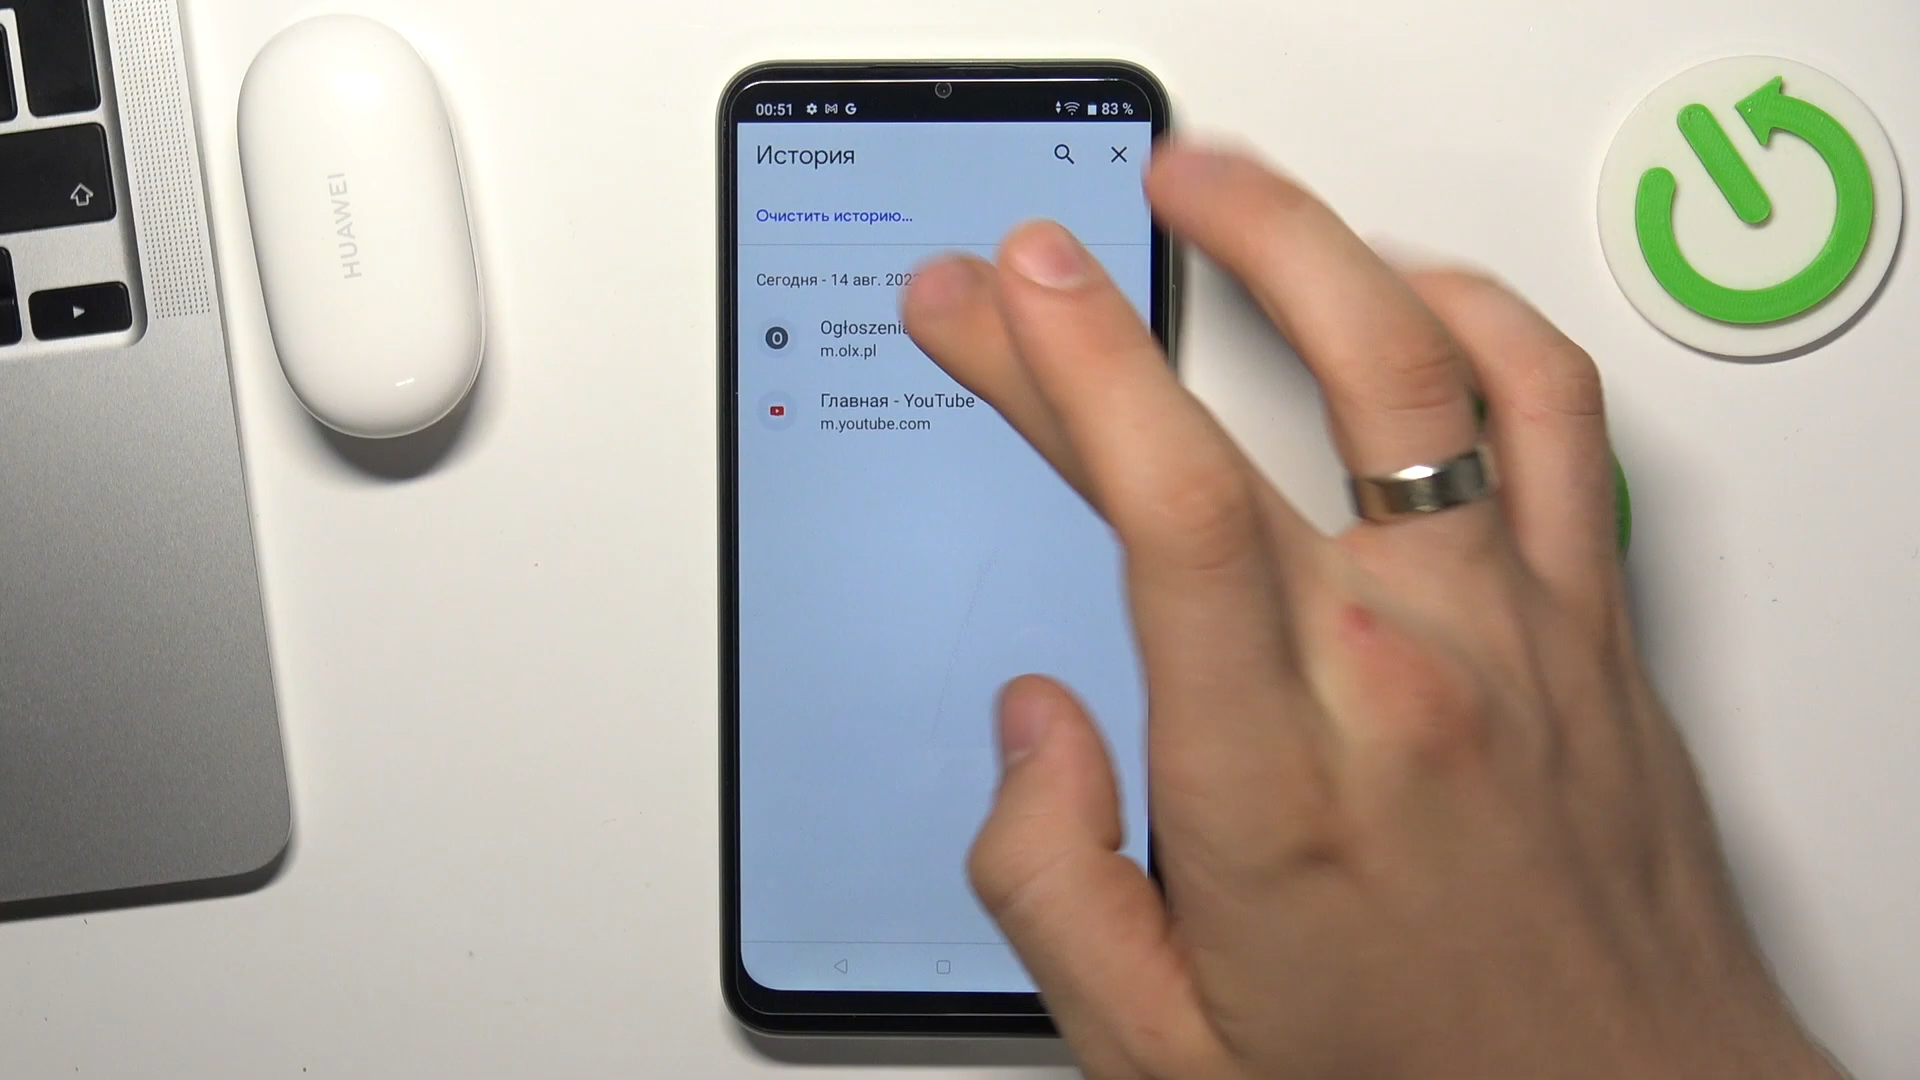 HUAWEI
00:51
83 %
История
Очистить историю...
Сегодня - 14 авг.
Ogłoszenia
m.olx.pl
Главная - YouTube
m.youtube.com